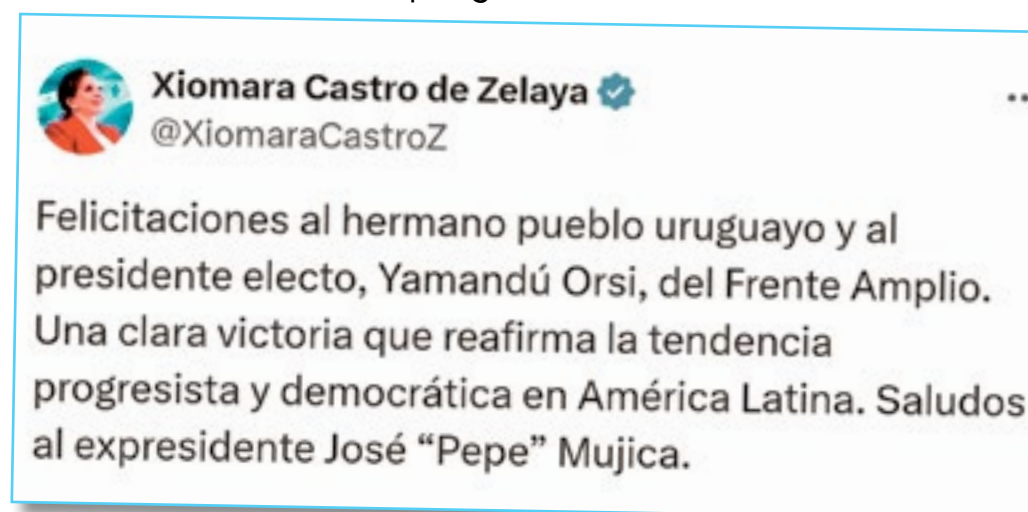 Xiomara Castro de Zelaya
@XiomaraCastroZ
Felicitaciones al hermano pueblo uruguayo y al
presidente electo, Yamandú Orsi, del Frente Amplio.
Una clara victoria que reafirma la tendencia
progresista y democrática en América Latina. Saludos
al expresidente José “Pepe” Mujica.